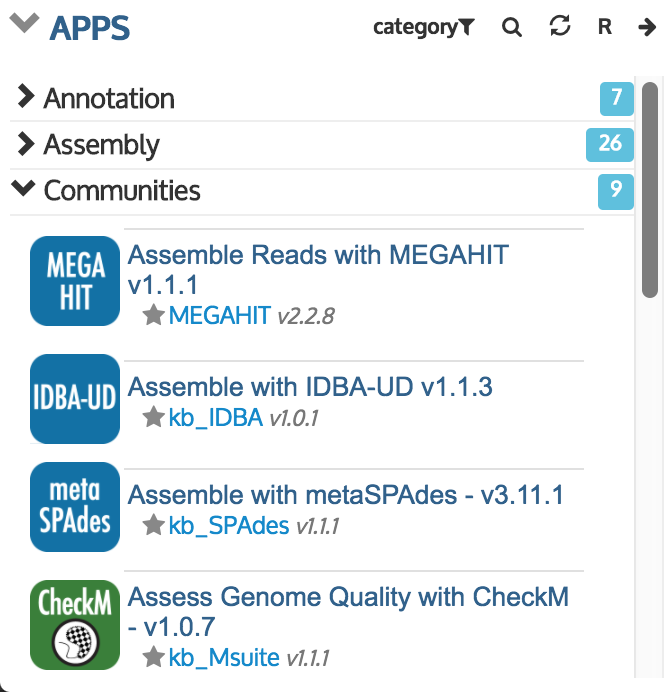 APPS category R
Annotation 7
Assembly 26
Communities 9
MEGA
HIT
Assemble Reads with MEGAHIT
v1.1.1
MEGAHIT v2.2.8
IDBA-UD
Assemble with IDBA-UD v1.1.3
kb_IDBA v1.0.1
meta
SPAdes
Assemble with metaSPAdes - v3.11.1
kb_SPAdes v1.1.1
CheckM
Assess Genome Quality with CheckM
- v1.0.7
kb_Msuite v1.1.1